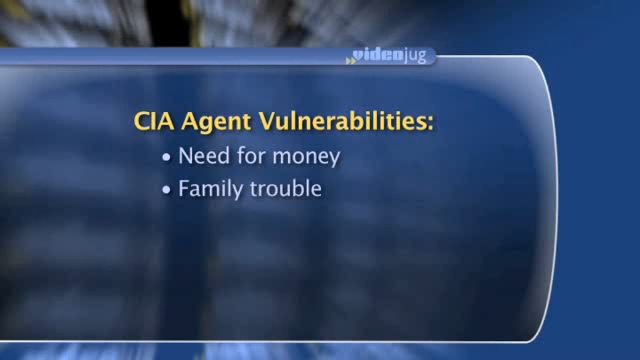 videojug
CIA Agent Vulnerabilities:
• Need for money
• Family trouble